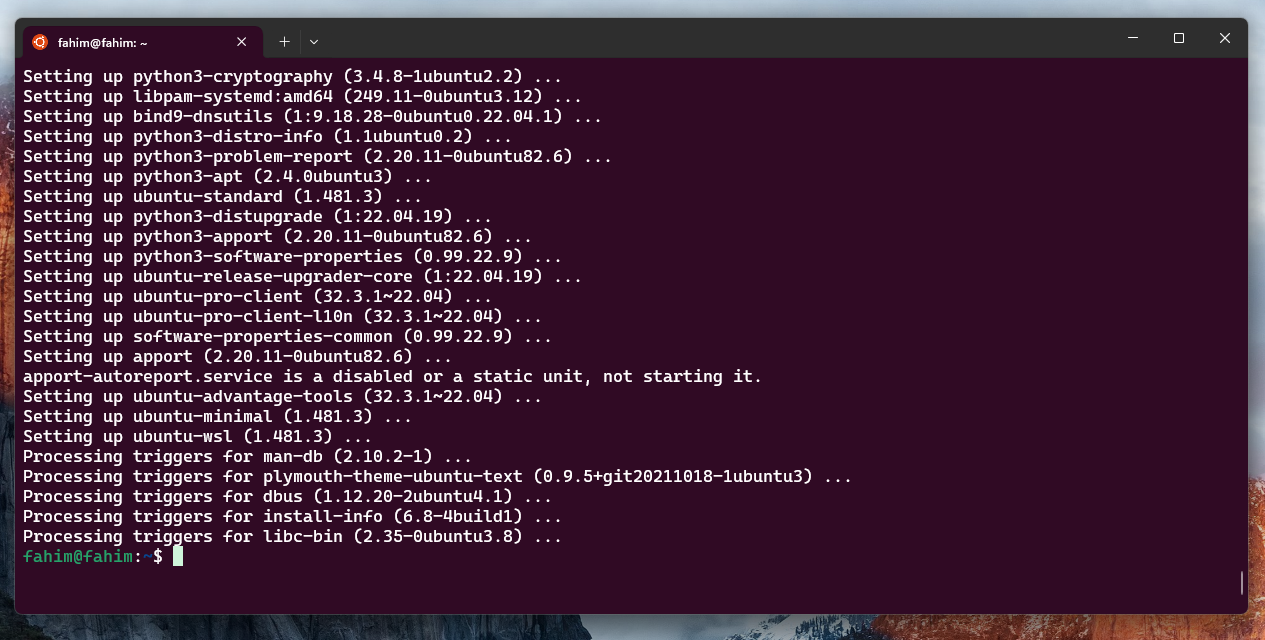 fahim@fahim: ~
Setting up python3-cryptography (3.4.8-1ubuntu2.2) ...
Setting up libpam-systemd:amd64 (249.11-0ubuntu3.12) ...
Setting up bind9-dnsutils (1:9.18.28-0ubuntu0.22.04.1) ...
Setting up python3-distro-info (1.1ubuntu0.2) ...
Setting up python3-problem-report (2.20.11-0ubuntu82.6) ...
Setting up python3-apt (2.4.0ubuntu3) ...
Setting up ubuntu-standard (1.481.3) ...
Setting up python3-distupgrade (1:22.04.19) ...
Setting up python3-apport (2.20.11-0ubuntu82.6) ...
Setting up python3-software-properties (0.99.22.9) ...
Setting up ubuntu-release-upgrader-core (1:22.04.19) ...
Setting up ubuntu-pro-client (32.3.1~22.04) ...
Setting up ubuntu-pro-client-l10n (32.3.1~22.04) ...
Setting up software-properties-common (0.99.22.9) ...
Setting up apport (2.20.11-0ubuntu82.6) ...
apport-autoreport.service is a disabled or a static unit, not starting it.
Setting up ubuntu-advantage-tools (32.3.1~22.04) ...
Setting up ubuntu-minimal (1.481.3) ...
Setting up ubuntu-wsl (1.481.3) ...
Processing triggers for man-db (2.10.2-1) ...
Processing triggers for plymouth-theme-ubuntu-text (0.9.5+git20211018-1ubuntu3) ...
Processing triggers for dbus (1.12.20-2ubuntu4.1) ...
Processing triggers for install-info (6.8-4build1) ...
Processing triggers for libc-bin (2.35-0ubuntu3.8) ...
fahim@fahim:~$